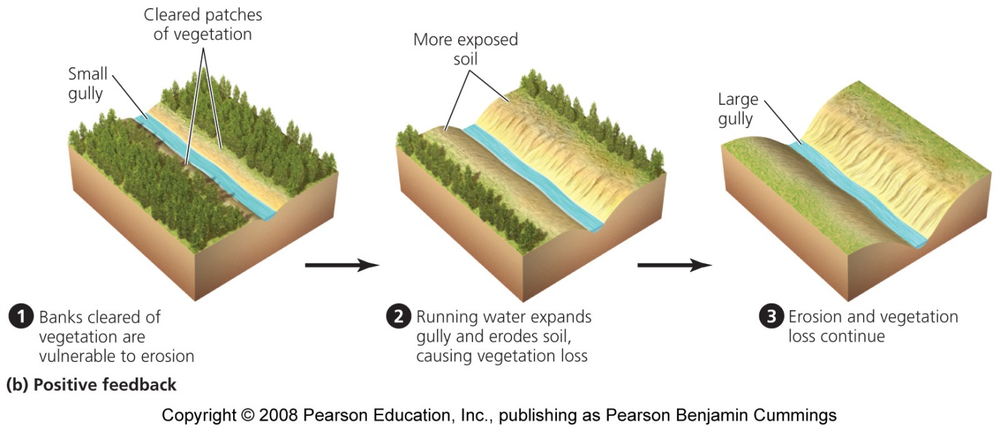 Cleared patches
of vegetation
Small
gully
More exposed
soil
Large
gully
1 Banks cleared of
vegetation are
vulnerable to erosion
2 Running water expands
gully and erodes soil,
causing vegetation loss
3 Erosion and vegetation
loss continue
(b) Positive feedback
Copyright © 2008 Pearson Education, Inc., publishing as Pearson Benjamin Cummings